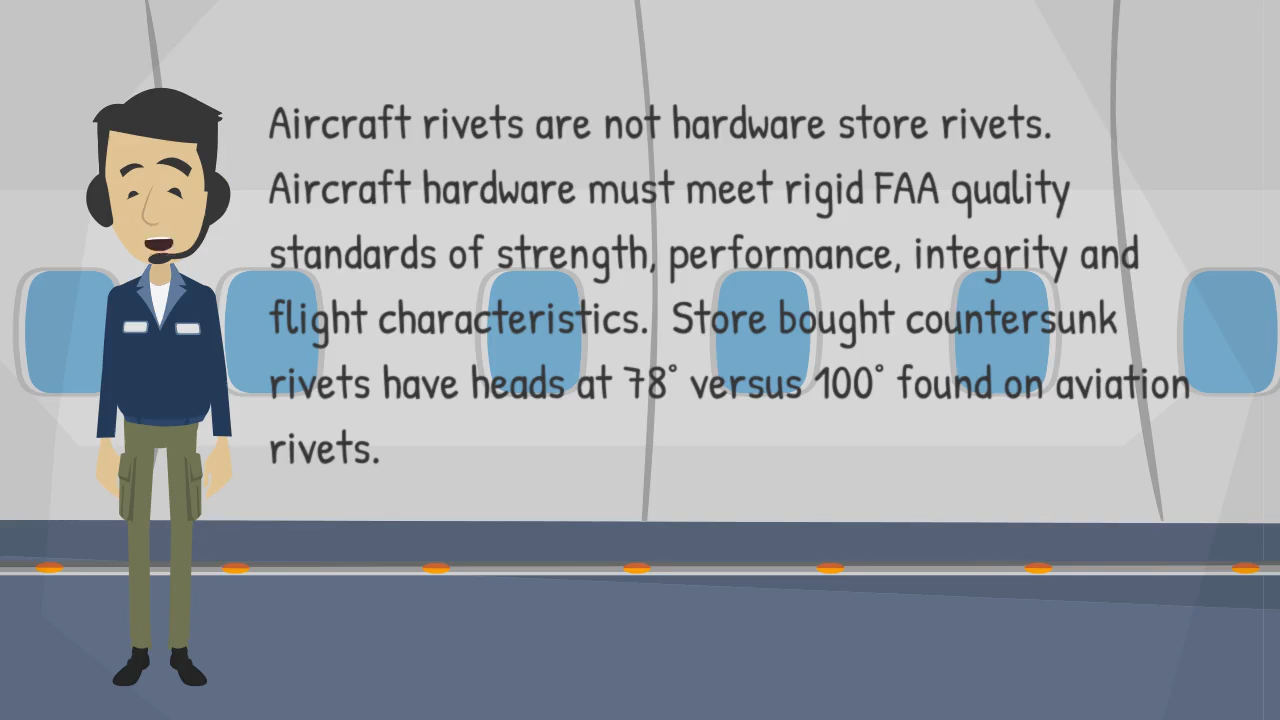 Aircraft rivets are not hardware store rivets.
Aircraft hardware must meet rigid FAA quality
standards of strength, performance, integrity and
flight characteristics.  Store bought countersunk
rivets have heads at 78° versus 100° found on aviation
rivets.